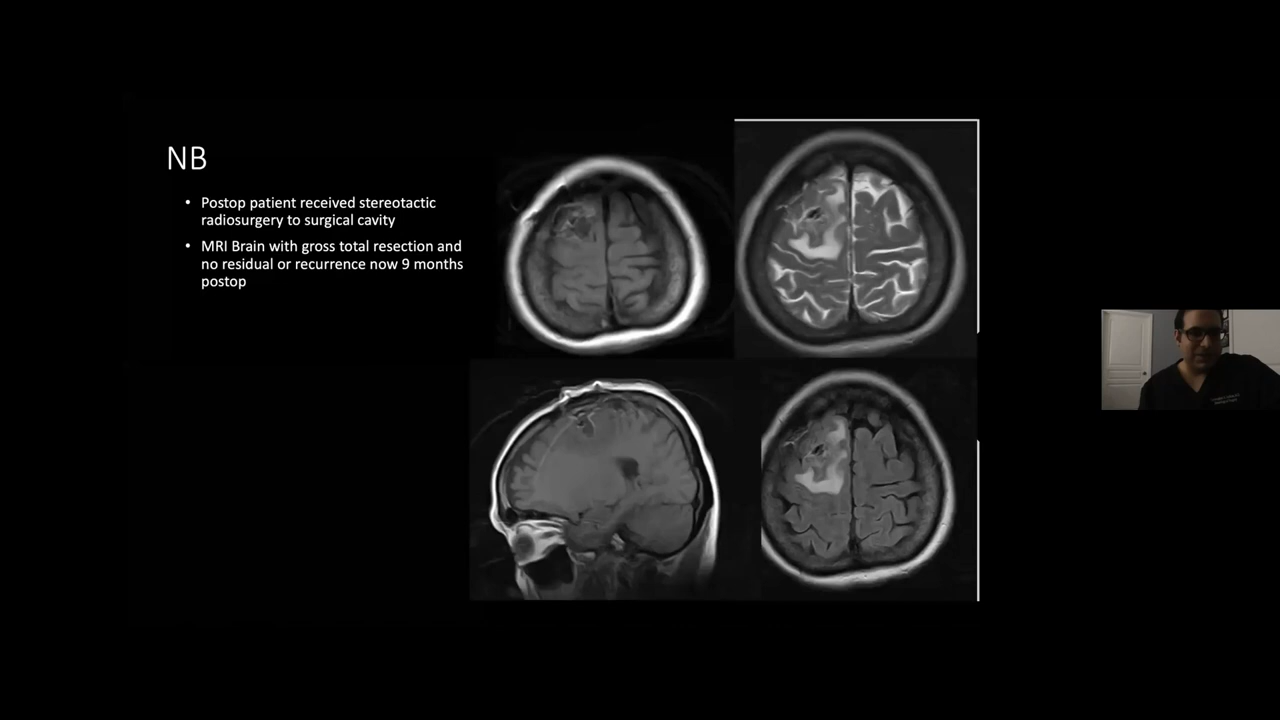 NB
• Postop patient received stereotactic
radiosurgery to surgical cavity
• MRI Brain with gross total resection and
no residual or recurrence now 9 months
postop